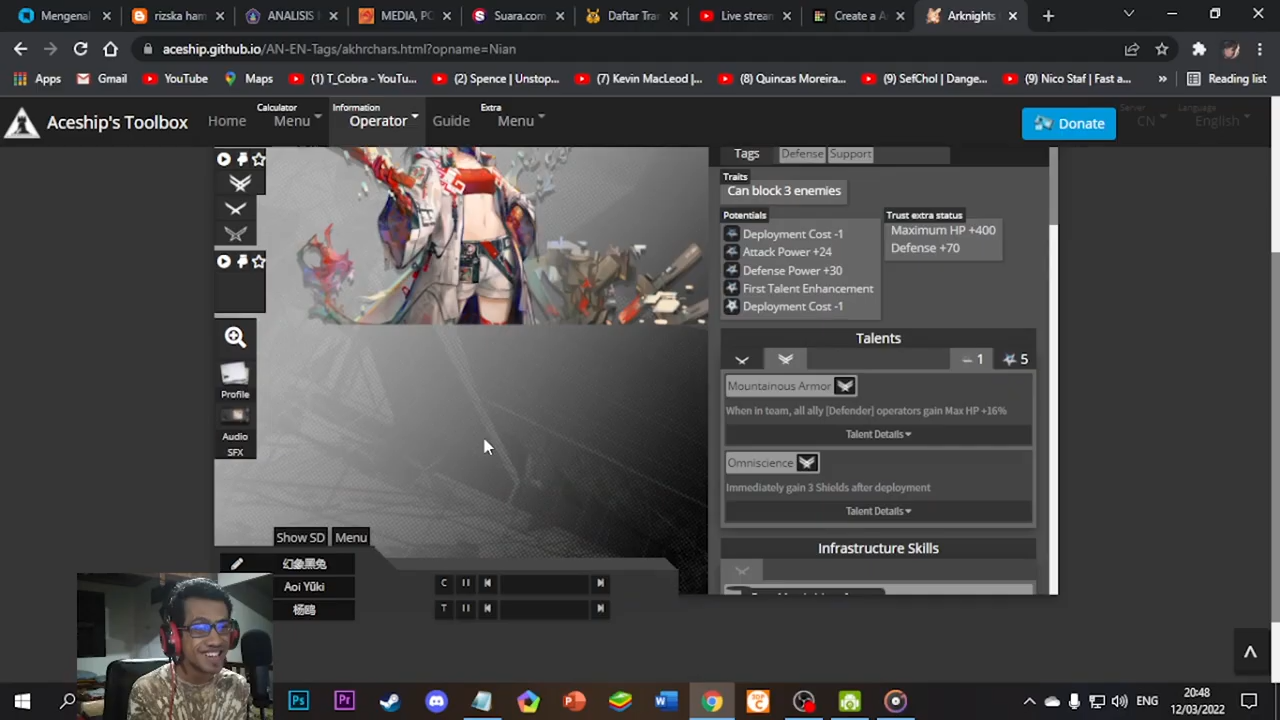 Mengenal
rizska ham
ANALISIS
MEDIA, PC
Suara.com
Daftar Tra
Live stream
Create a A
Arknights
aceship.github.io/AN-EN-Tags/akhrchars.html?opname=Nian
Apps
Gmail
YouTube
Maps
(1) T_Cobra - YouTu...
(2) Spence | Unstop...
(7) Kevin MacLeod |...
(8) Quincas Moreira...
(9) SefChol | Dange...
(9) Nico Staf | Fast a...
»
Reading list
Aceship's Toolbox
Home
Calculator
Menu
Information
Operator
Guide
Extra
Menu
Donate
Server
CN
Language
English
Tags
Defense
Support
Traits
Can block 3 enemies
Potentials
Deployment Cost -1
Attack Power +24
Defense Power +30
First Talent Enhancement
Deployment Cost -1
Trust extra status
Maximum HP +400
Defense +70
Talents
1
5
Mountainous Armor
When in team, all ally [Defender] operators gain Max HP +16%
Talent Details
Omniscience
Immediately gain 3 Shields after deployment
Talent Details
Infrastructure Skills
Profile
Audio
SFX
Show SD
Menu
幻象黑兔
Aoi Yūki
C
T
ENG
20:48
12/03/2022